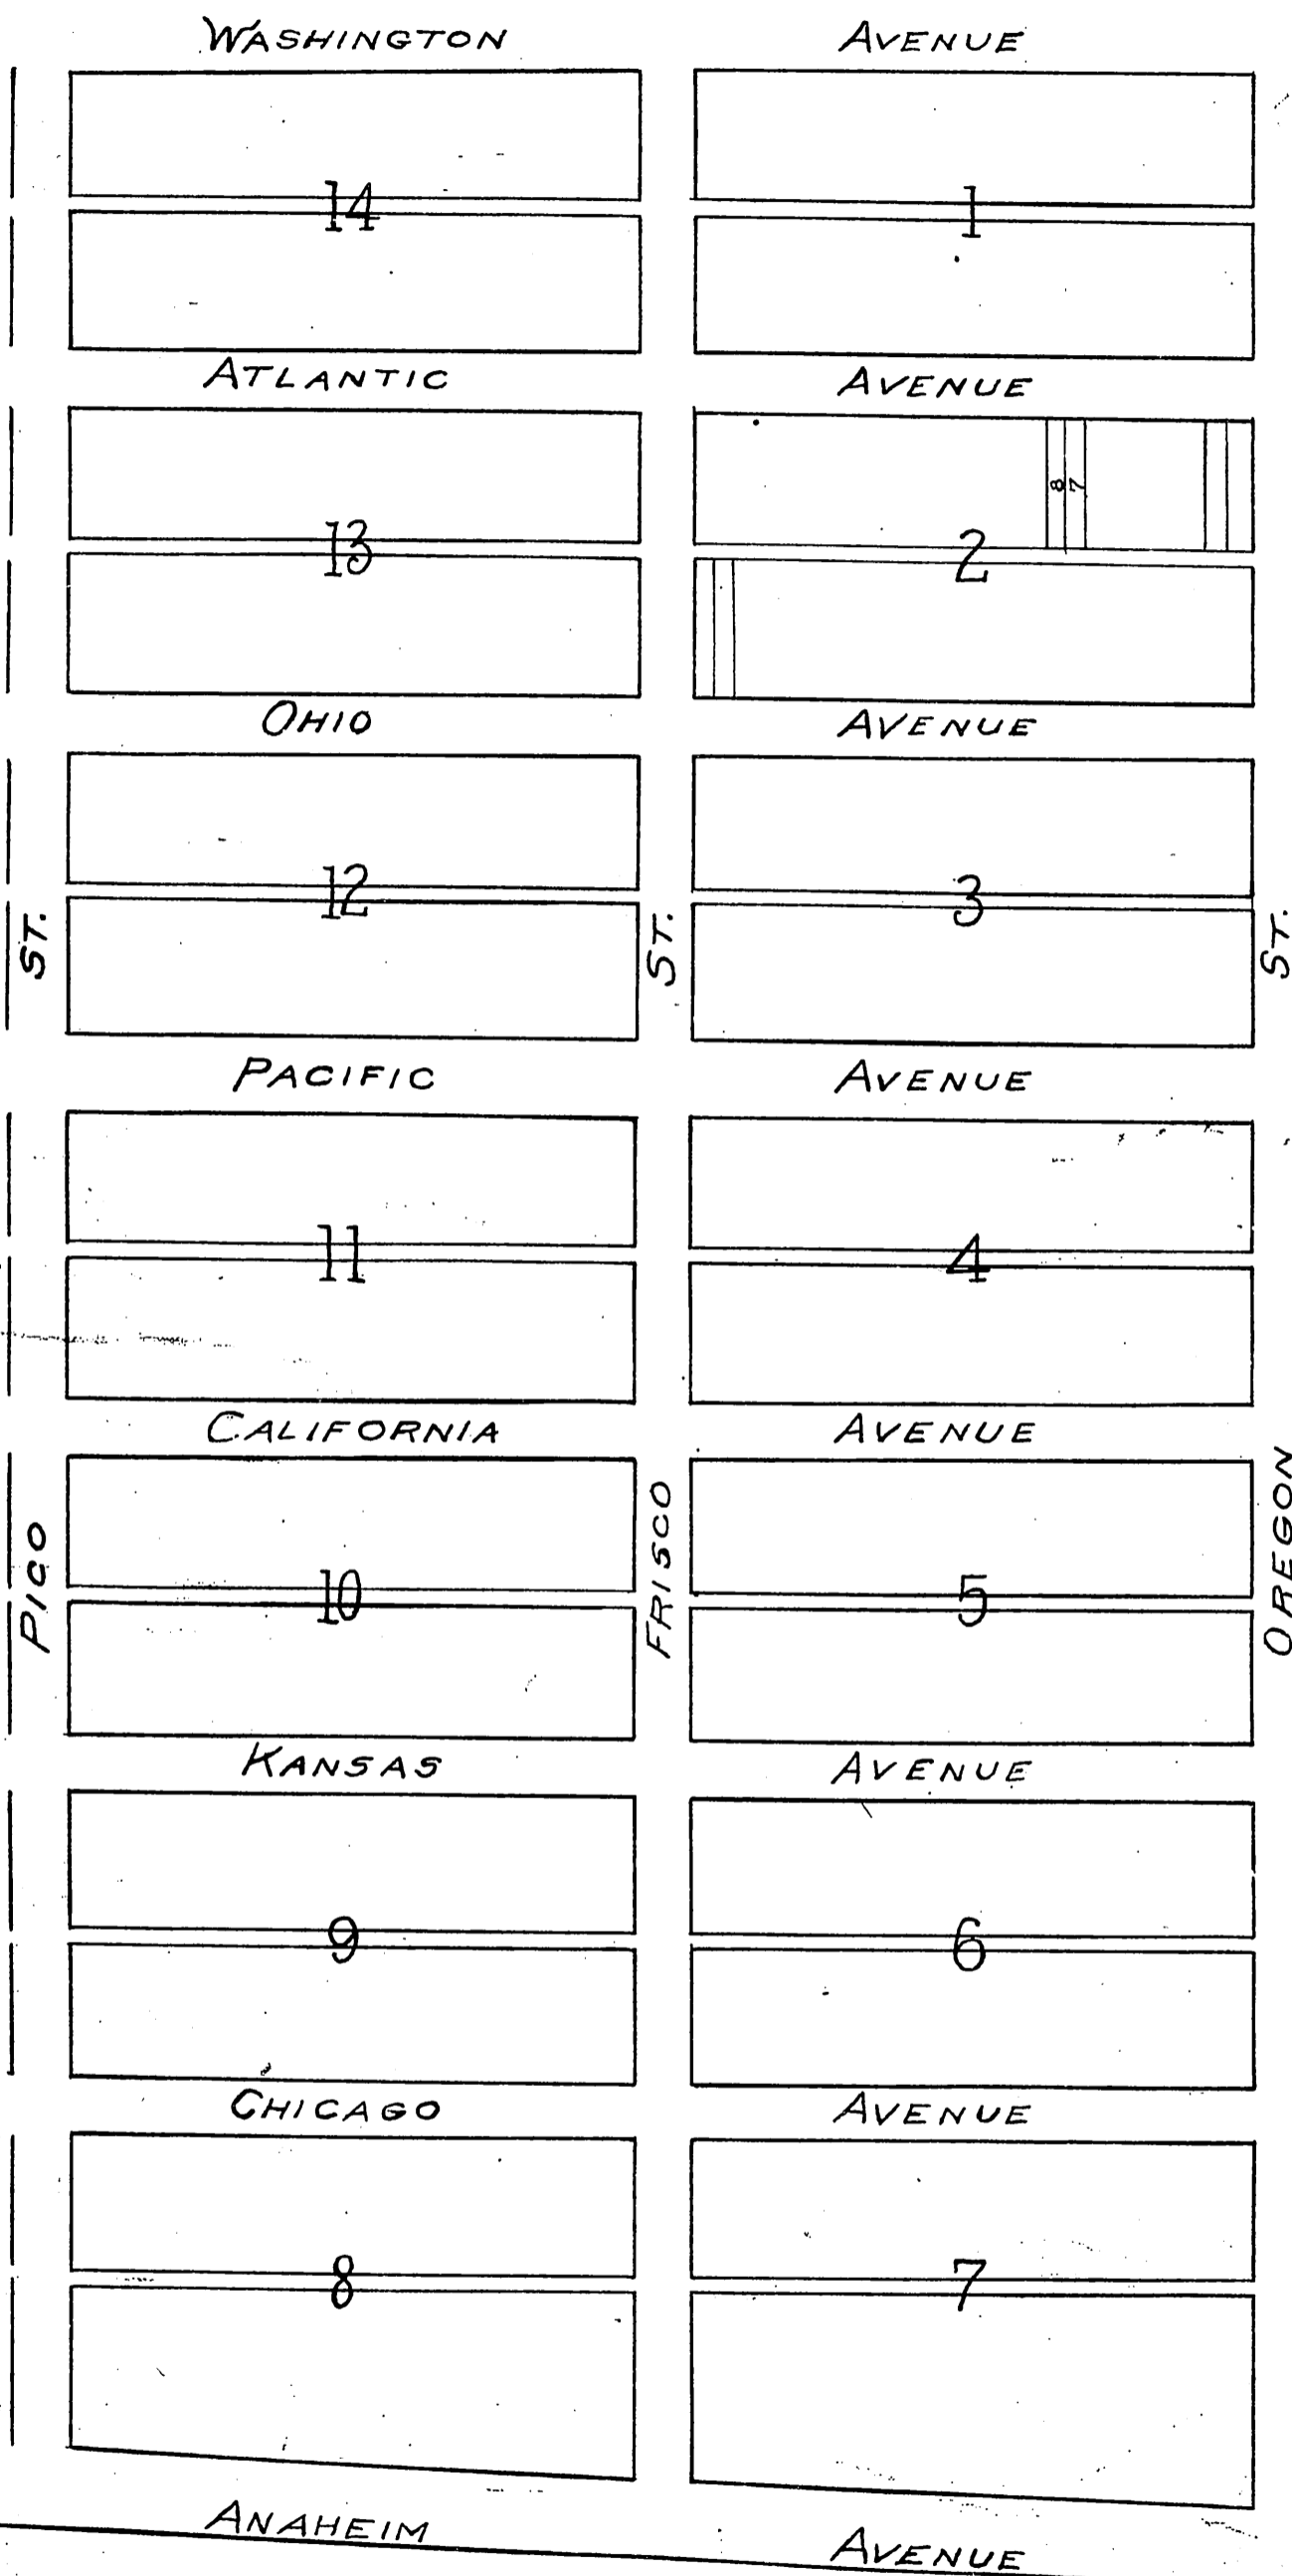 WASHINGTON AVENUE
14 1
ATLANTIC AVENUE
8 7
13 2
OHIO AVENUE
12 3
ST. ST. ST.
PACIFIC AVENUE
11 4
CALIFORNIA AVENUE
PICO FRISCO OREGON
10 5
KANSAS AVENUE
9 6
CHICAGO AVENUE
8 7
ANAHEIM AVENUE